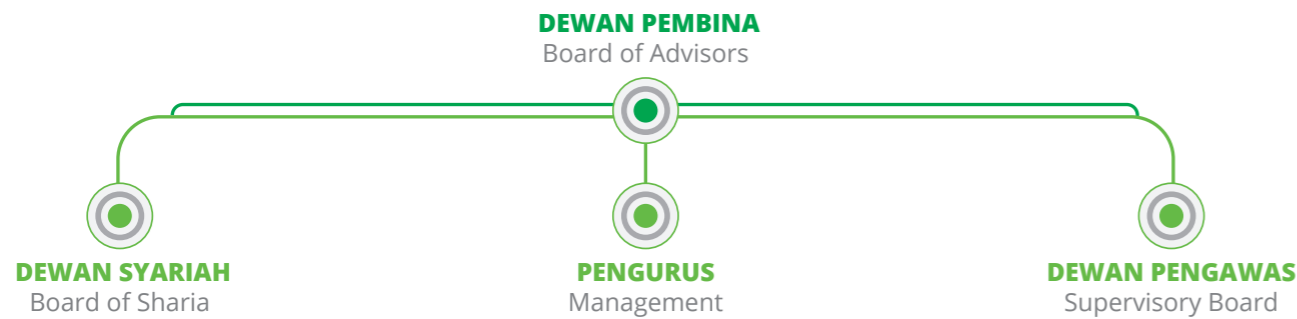 DEWAN PEMBINA
Board of Advisors
DEWAN SYARIAH
Board of Sharia
PENGURUS
Management
DEWAN PENGAWAS
Supervisory Board